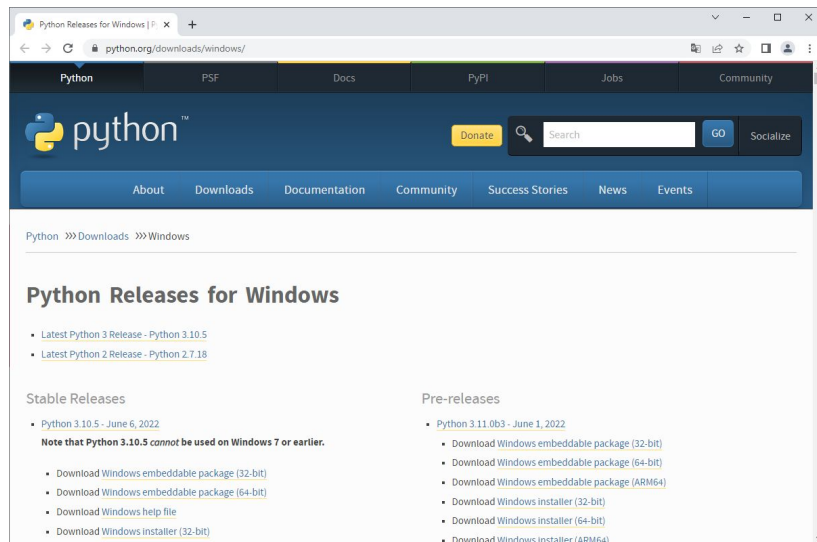 Python Releases for Windows | P
python.org/downloads/windows/
Python PSF Docs PyPI Jobs Community
python™
Donate Search GO Socialize
About Downloads Documentation Community Success Stories News Events
Python >>> Downloads >>> Windows
Python Releases for Windows
Latest Python 3 Release - Python 3.10.5
Latest Python 2 Release - Python 2.7.18
Stable Releases
Python 3.10.5 - June 6, 2022
Note that Python 3.10.5 cannot be used on Windows 7 or earlier.
Download Windows embeddable package (32-bit)
Download Windows embeddable package (64-bit)
Download Windows help file
Download Windows installer (32-bit)
Pre-releases
Python 3.11.0b3 - June 1, 2022
Download Windows embeddable package (32-bit)
Download Windows embeddable package (64-bit)
Download Windows embeddable package (ARM64)
Download Windows installer (32-bit)
Download Windows installer (64-bit)
Download Windows installer (ARM64)